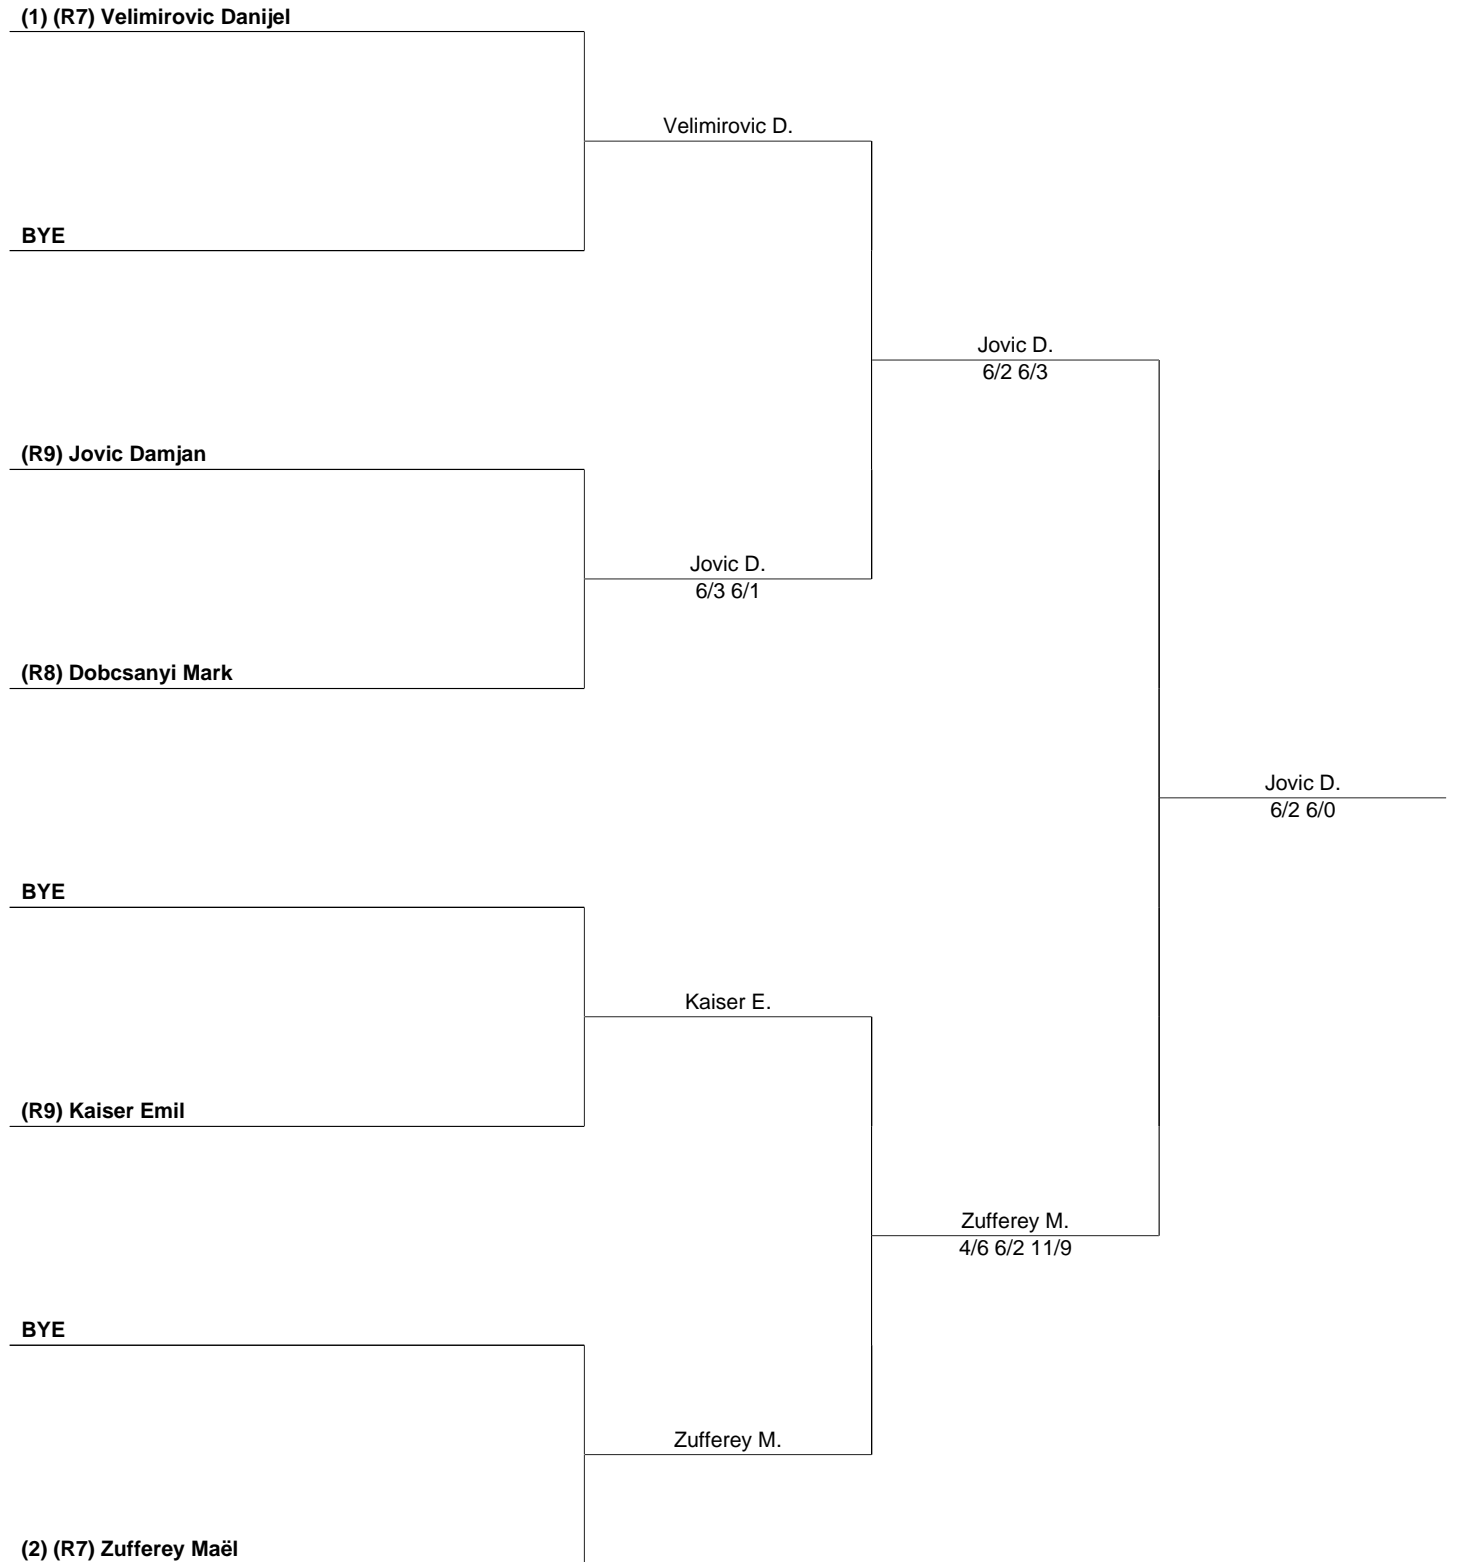 (1) (R7) Velimirovic Danijel
Velimirovic D.
BYE
Jovic D.
6/2 6/3
(R9) Jovic Damjan
Jovic D.
6/3 6/1
(R8) Dobcsanyi Mark
Jovic D.
6/2 6/0
BYE
Kaiser E.
(R9) Kaiser Emil
Zufferey M.
4/6 6/2 11/9
BYE
Zufferey M.
(2) (R7) Zufferey Maël